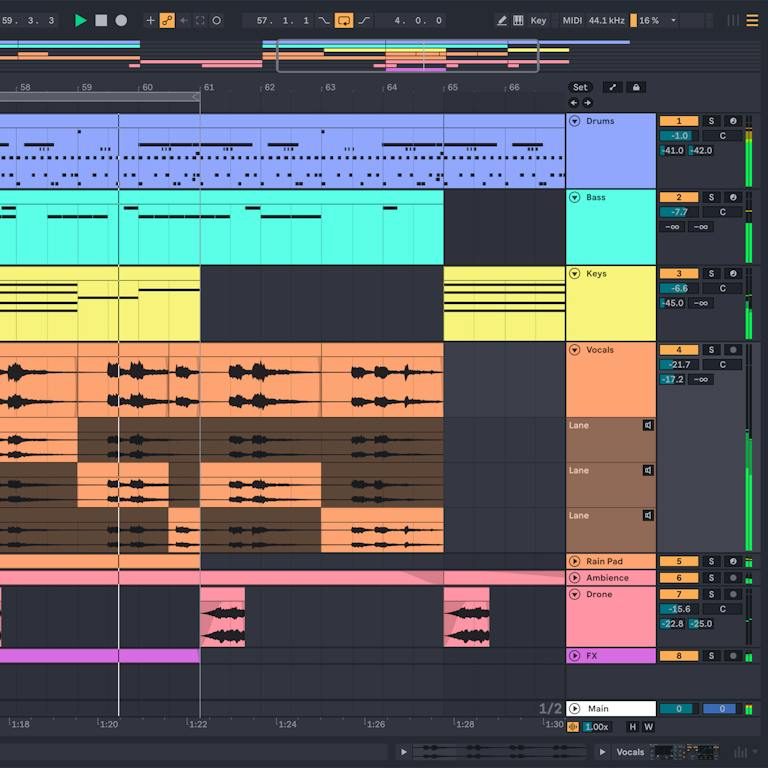 59. 3. 3 57. 1. 1 4. 0. 0 Key MIDI 44.1 kHz 16 %
58 59 60 61 62 63 64 65 66 Set
Drums 1 S
-1.0 C
-41.0 -42.0
Bass 2 S
-7.7 C
-∞ -∞
Keys 3 S
-6.6 C
-45.0 -∞
Vocals 4 S
-21.7 C
-17.2 -∞
Lane
Lane
Lane
Rain Pad 5 S
Ambience 6 S
Drone 7 S
-15.6 C
-22.8 -25.0
FX 8 S
1/2 Main 0 0
1:18 1:20 1:22 1:24 1:26 1:28 1:30 1.00x H W
Vocals